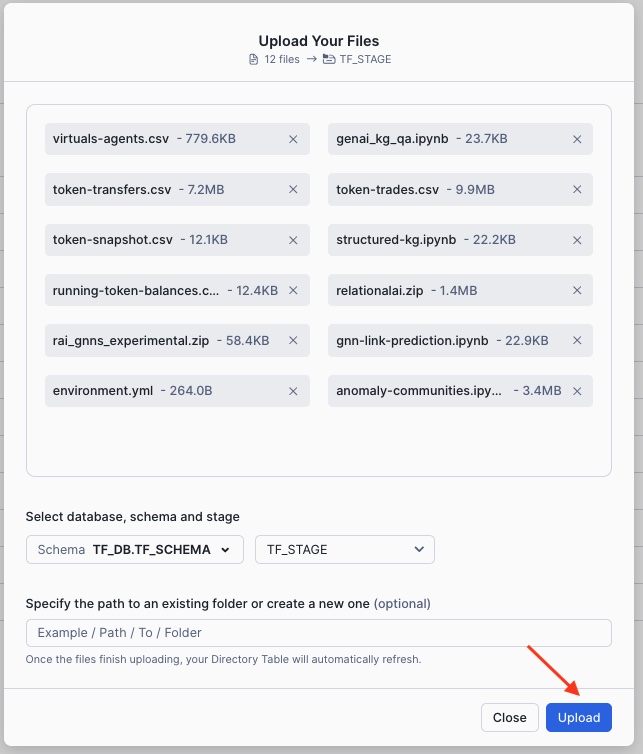 Upload Your Files
12 files → TF_STAGE
virtuals-agents.csv - 779.6KB ×
genai_kg_qa.ipynb - 23.7KB ×
token-transfers.csv - 7.2MB ×
token-trades.csv - 9.9MB ×
token-snapshot.csv - 12.1KB ×
structured-kg.ipynb - 22.2KB ×
running-token-balances.c... - 12.4KB ×
relationalai.zip - 1.4MB ×
rai_gnns_experimental.zip - 58.4KB ×
gnn-link-prediction.ipynb - 22.9KB ×
environment.yml - 264.0B ×
anomaly-communities.ipy... - 3.4MB ×
Select database, schema and stage
Schema TF_DB.TF_SCHEMA
TF_STAGE
Specify the path to an existing folder or create a new one (optional)
Example / Path / To / Folder
Once the files finish uploading, your Directory Table will automatically refresh.
Close
Upload